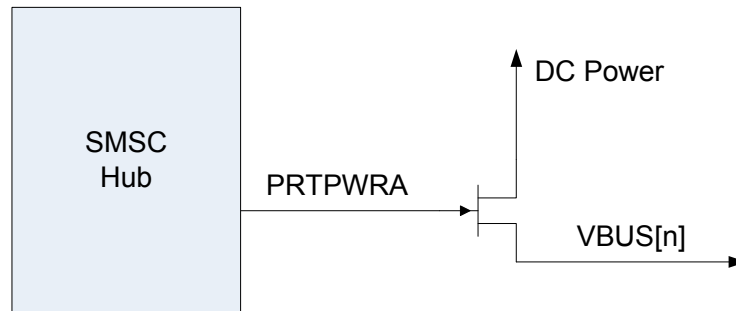 SMSC
Hub
PRTPWRA
DC Power
VBUS[n]